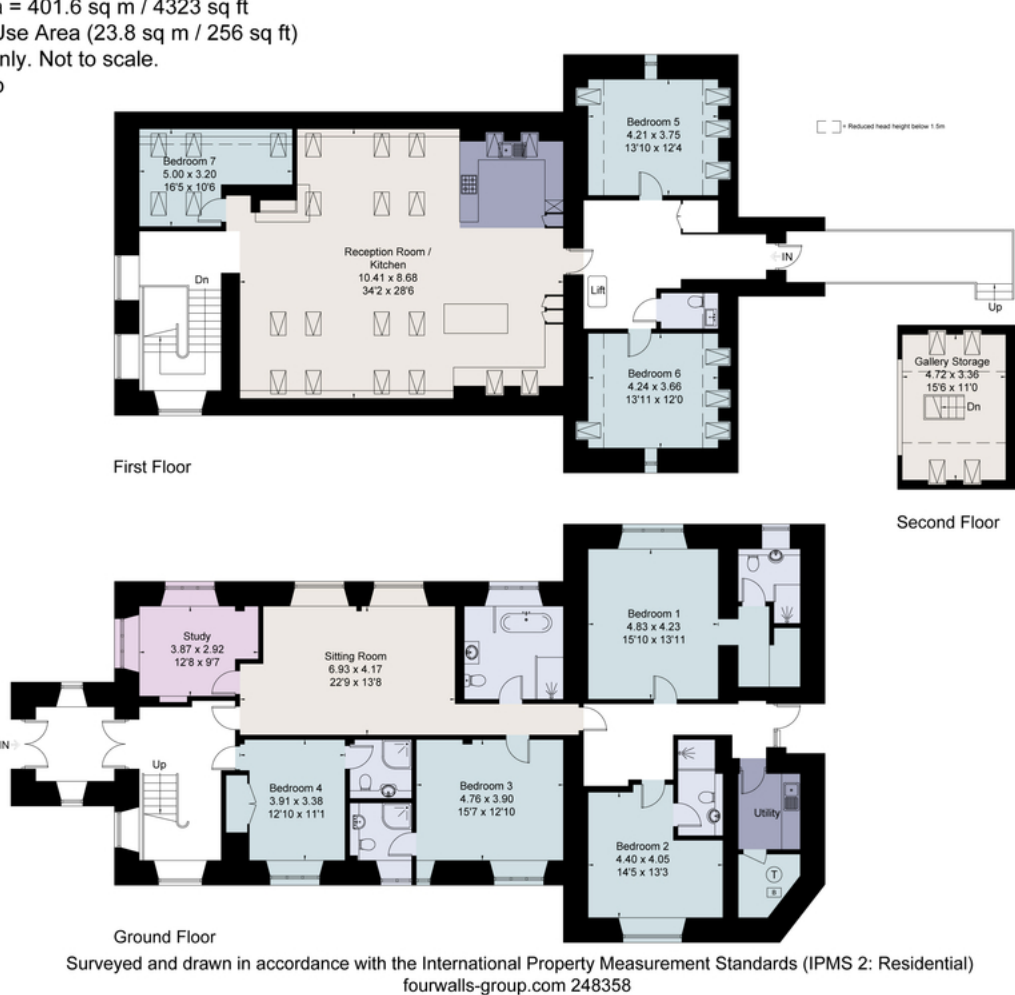 = 401.6 sq m / 4323 sq ft
Use Area (23.8 sq m / 256 sq ft)
nly. Not to scale.
= Reduced head height below 1.5m
Bedroom 5
4.21 x 3.75
13'10 x 12'4
Bedroom 7
5.00 x 3.20
16'5 x 10'6
Reception Room /
Kitchen
10.41 x 8.68
34'2 x 28'6
Dn
IN
Lift
Up
Bedroom 6
4.24 x 3.66
13'11 x 12'0
Gallery Storage
4.72 x 3.36
15'6 x 11'0
Dn
First Floor
Second Floor
Bedroom 1
4.83 x 4.23
15'10 x 13'11
Study
3.87 x 2.92
12'8 x 9'7
Sitting Room
6.93 x 4.17
22'9 x 13'8
IN
Up
Bedroom 4
3.91 x 3.38
12'10 x 11'1
Bedroom 3
4.76 x 3.90
15'7 x 12'10
Bedroom 2
4.40 x 4.05
14'5 x 13'3
Utility
T
B
Ground Floor
Surveyed and drawn in accordance with the International Property Measurement Standards (IPMS 2: Residential)
fourwalls-group.com 248358